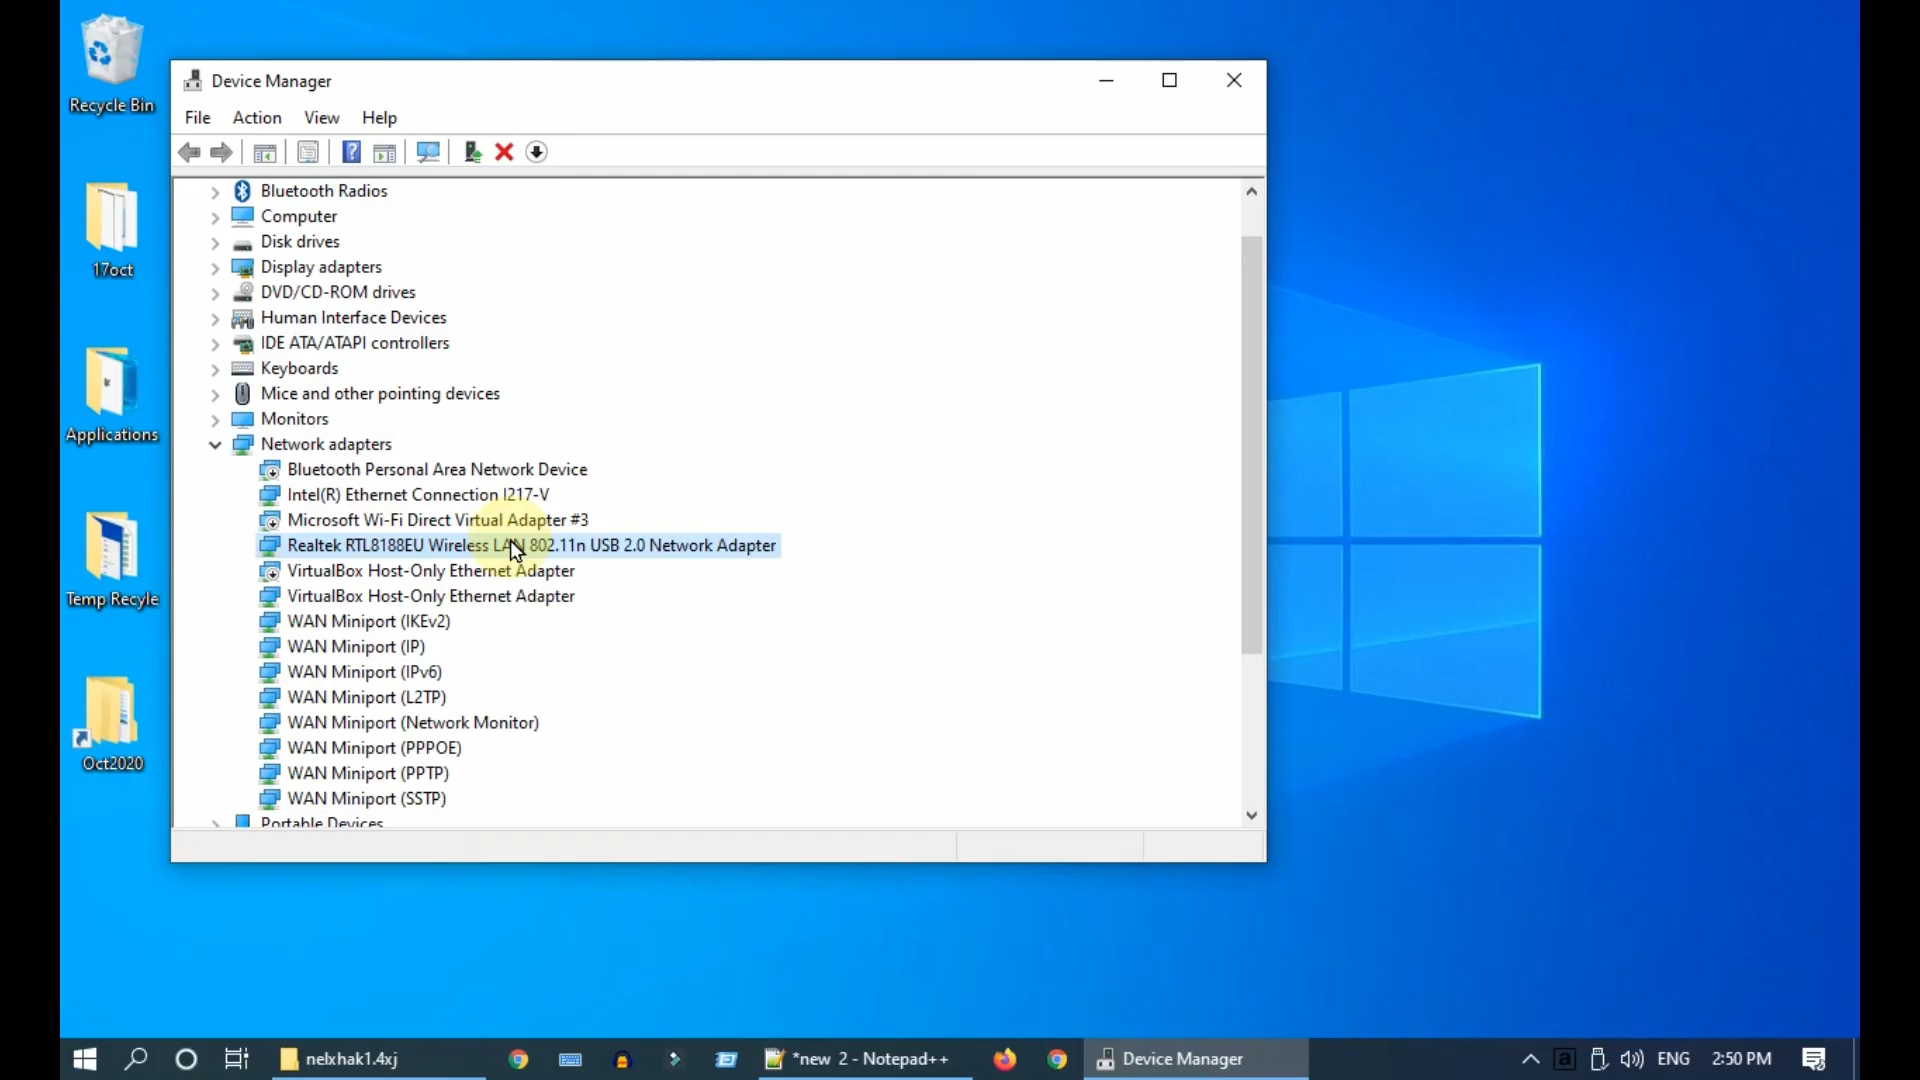 Recycle Bin
17oct
Applications
Temp Recyle
Oct2020
Device Manager
File Action View Help
Bluetooth Radios
Computer
Disk drives
Display adapters
DVD/CD-ROM drives
Human Interface Devices
IDE ATA/ATAPI controllers
Keyboards
Mice and other pointing devices
Monitors
Network adapters
Bluetooth Personal Area Network Device
Intel(R) Ethernet Connection I217-V
Microsoft Wi-Fi Direct Virtual Adapter #3
Realtek RTL8188EU Wireless LAN 802.11n USB 2.0 Network Adapter
VirtualBox Host-Only Ethernet Adapter
VirtualBox Host-Only Ethernet Adapter
WAN Miniport (IKEv2)
WAN Miniport (IP)
WAN Miniport (IPv6)
WAN Miniport (L2TP)
WAN Miniport (Network Monitor)
WAN Miniport (PPPOE)
WAN Miniport (PPTP)
WAN Miniport (SSTP)
Portable Devices
nelxhak1.4xj
*new 2 - Notepad++
Device Manager
a
ENG
2:50 PM